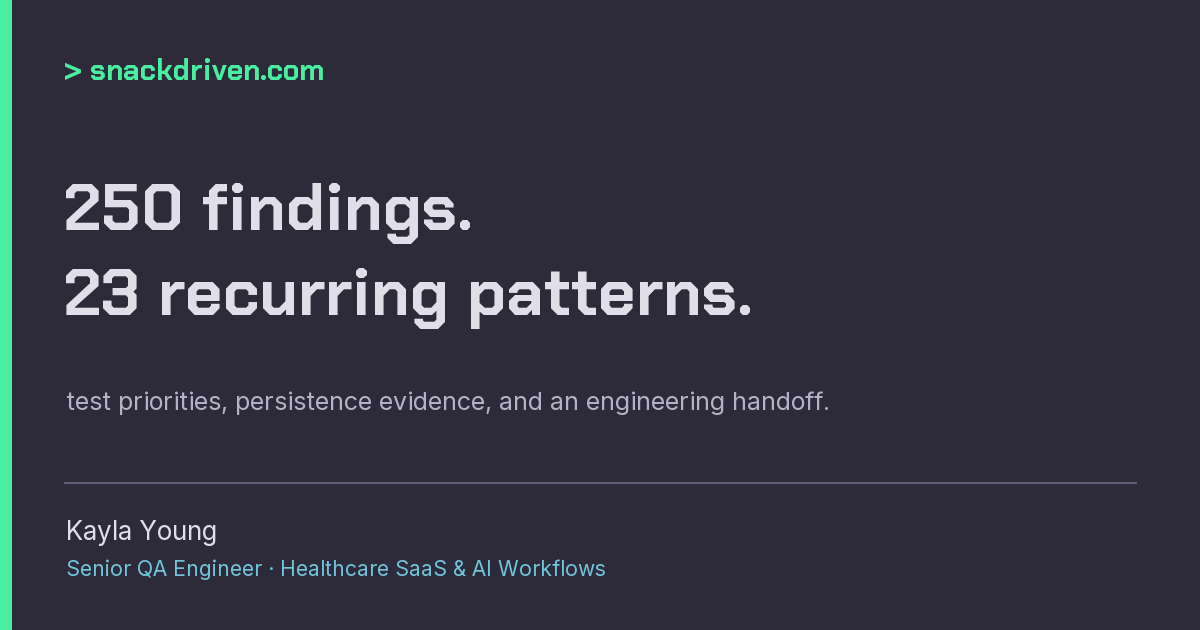 > snackdriven.com
250 findings.
23 recurring patterns.
test priorities, persistence evidence, and an engineering handoff.
Kayla Young
Senior QA Engineer · Healthcare SaaS & AI Workflows